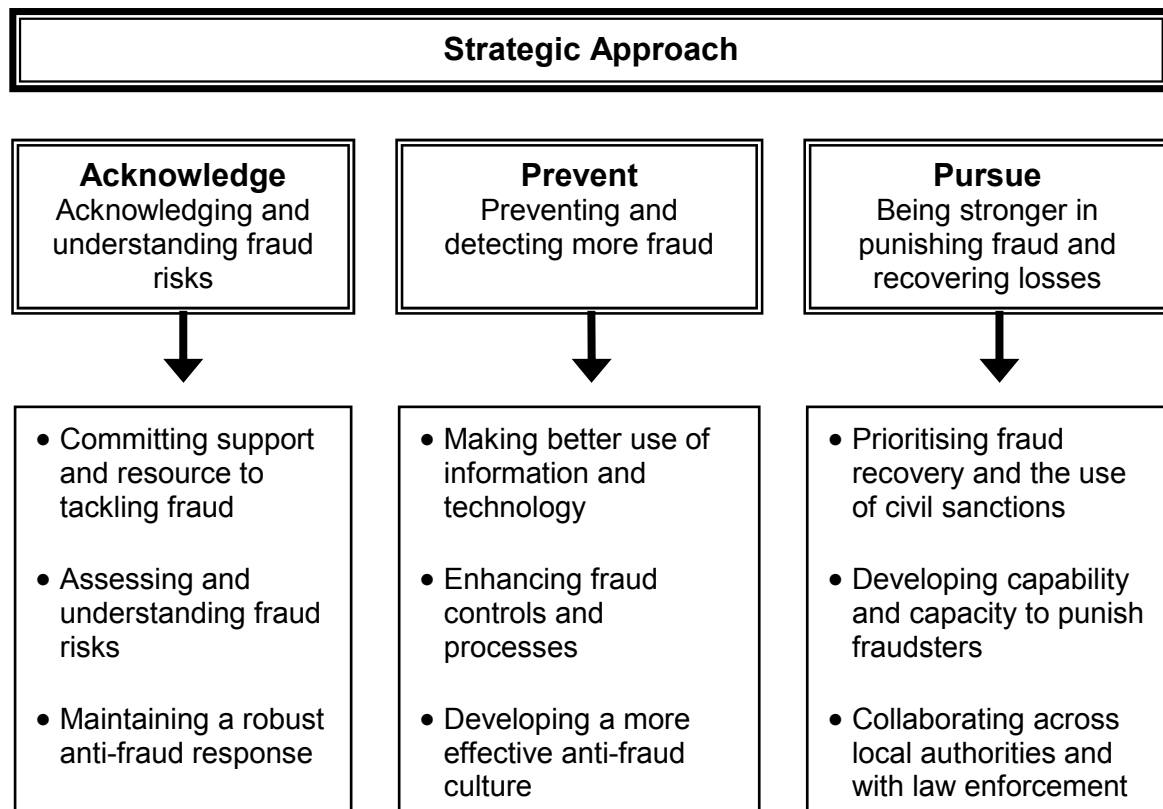 Strategic Approach
Acknowledge
Acknowledging and
understanding fraud
risks
Prevent
Preventing and
detecting more fraud
Pursue
Being stronger in
punishing fraud and
recovering losses
• Committing support
and resource to
tackling fraud
• Assessing and
understanding fraud
risks
• Maintaining a robust
anti-fraud response
• Making better use of
information and
technology
• Enhancing fraud
controls and
processes
• Developing a more
effective anti-fraud
culture
• Prioritising fraud
recovery and the use
of civil sanctions
• Developing capability
and capacity to punish
fraudsters
• Collaborating across
local authorities and
with law enforcement